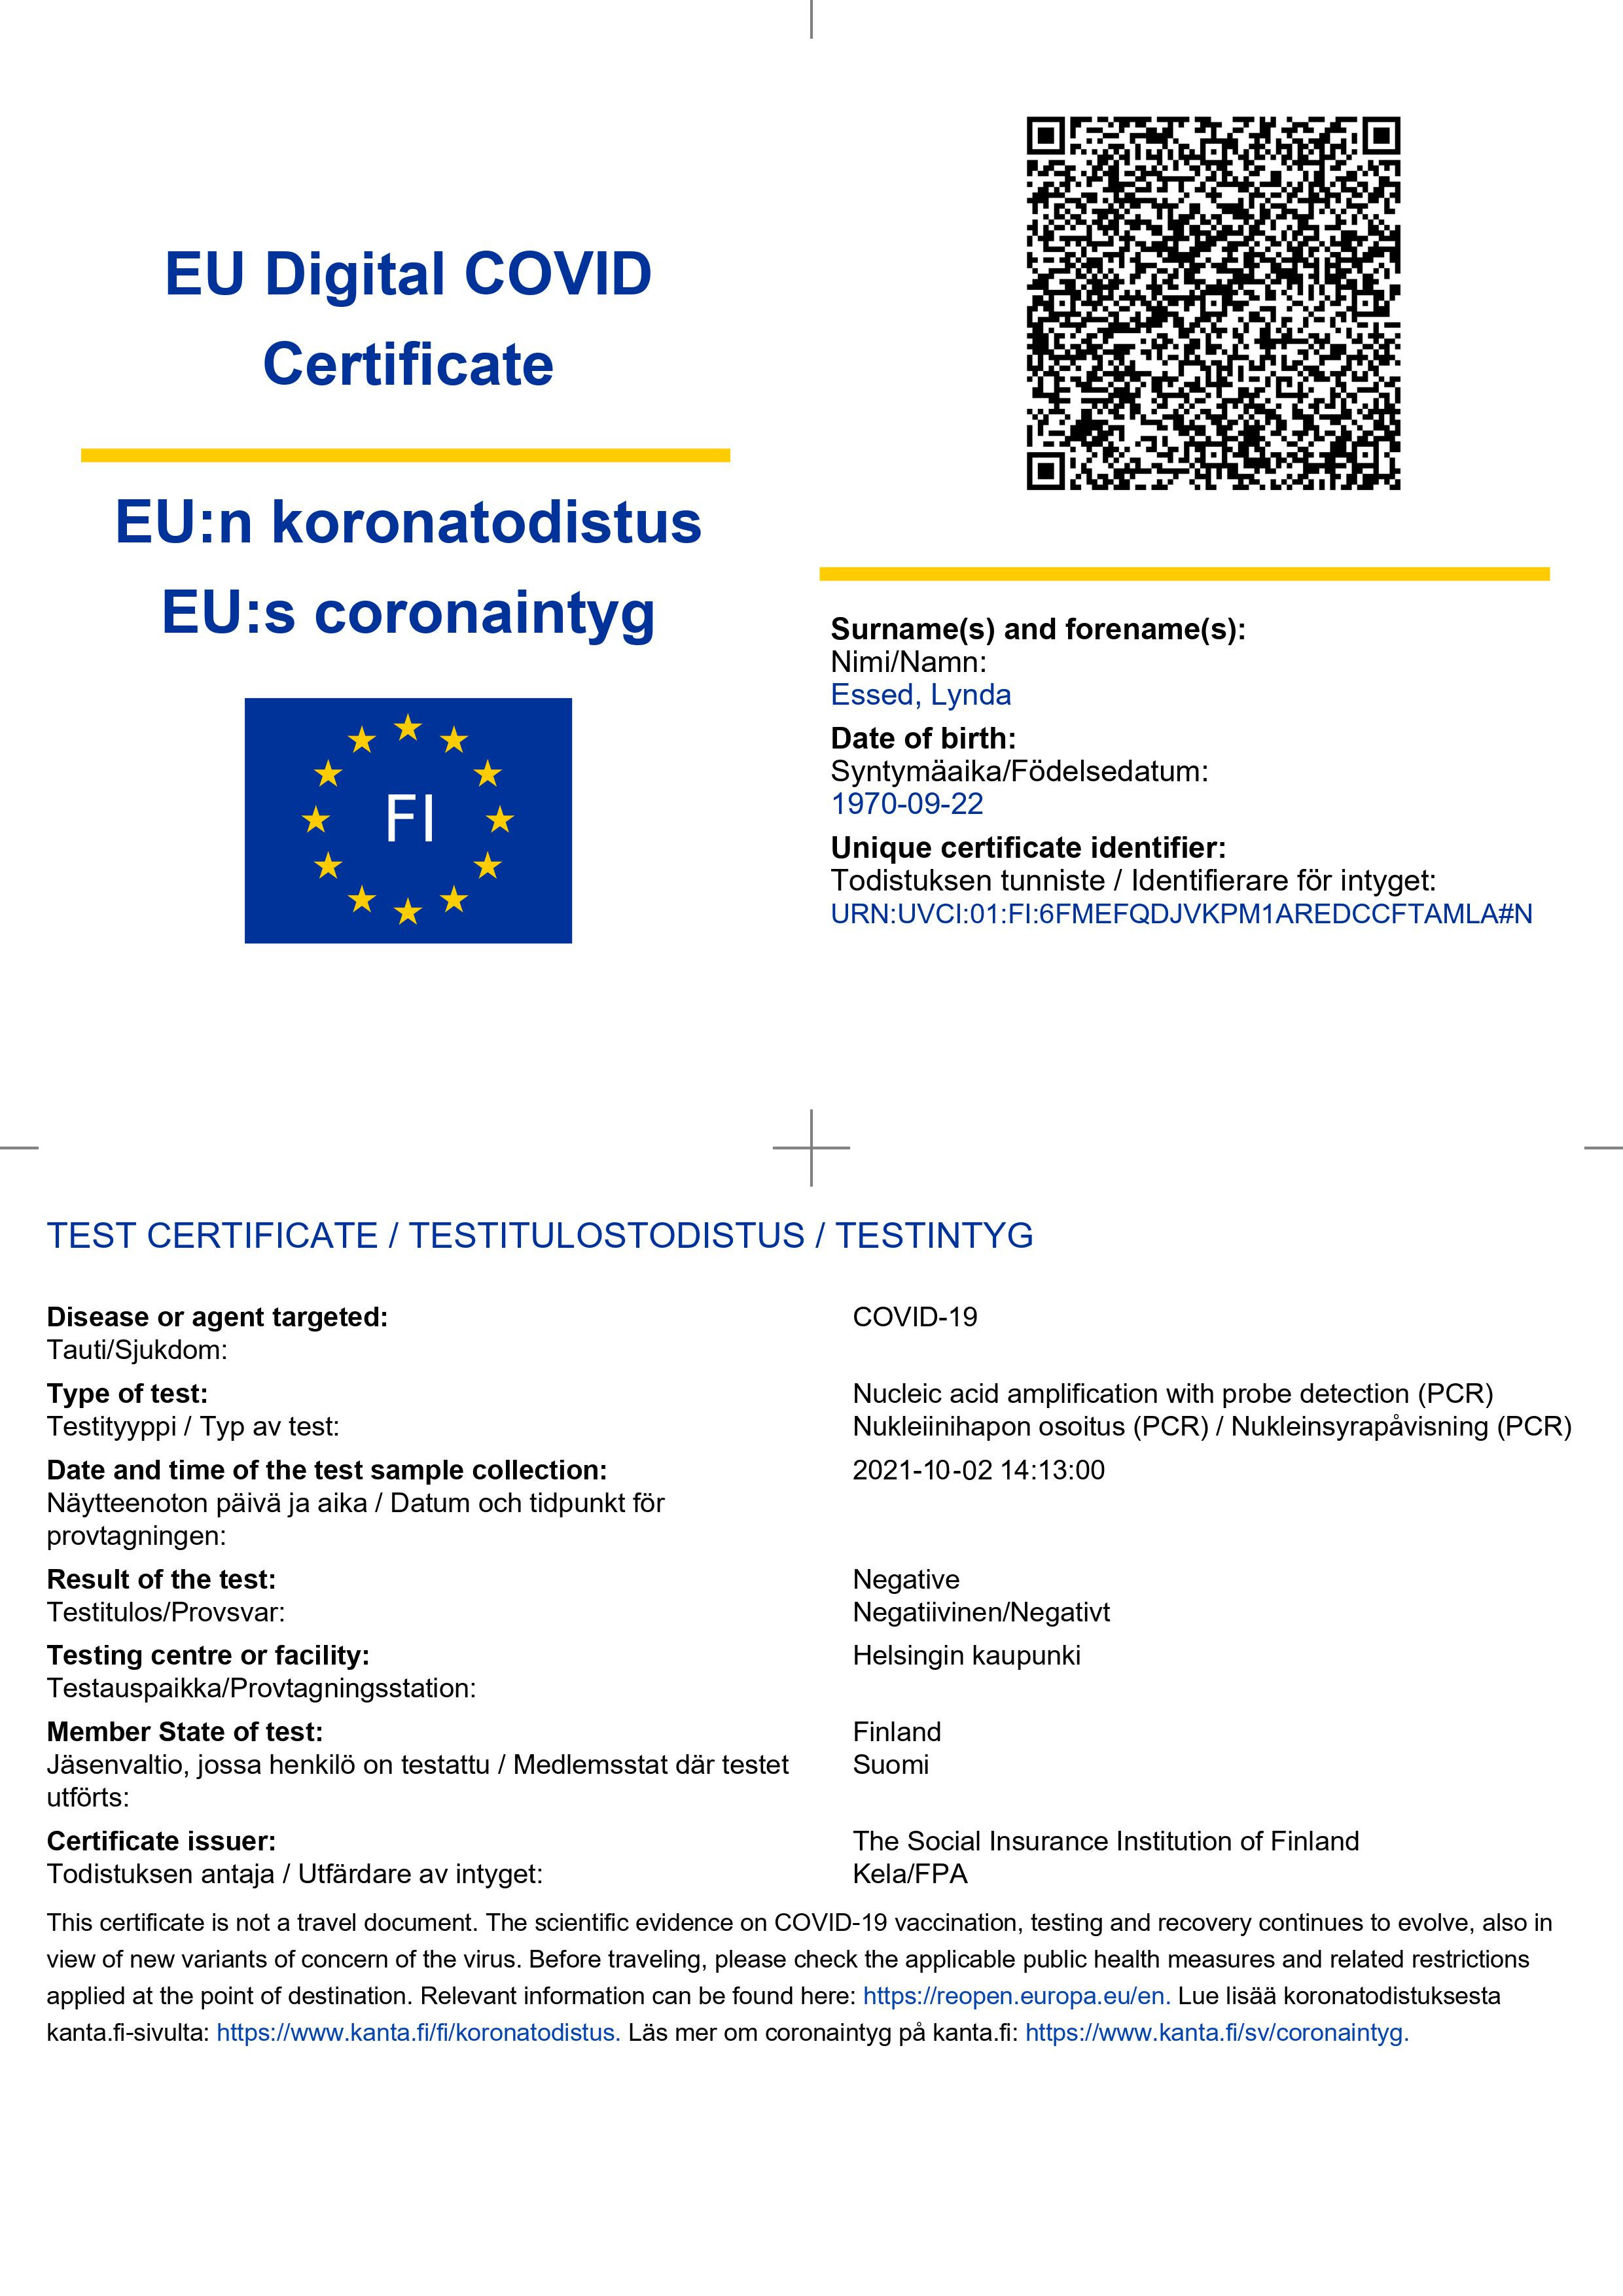 EU Digital COVID
Certificate
EU:n koronatodistus
EU:s coronaintyg
FI
Surname(s) and forename(s):
Nimi/Namn:
Essed, Lynda
Date of birth:
Syntymäaika/Födelsedatum:
1970-09-22
Unique certificate identifier:
Todistuksen tunniste / Identifierare för intyget:
URN:UVCI:01:FI:6FMEFQDJVKPM1AREDCCFTAMLA#N
TEST CERTIFICATE / TESTITULOSTODISTUS / TESTINTYG
Disease or agent targeted:
COVID-19
Tauti/Sjukdom:
Type of test:
Nucleic acid amplification with probe detection (PCR)
Testityyppi / Typ av test:
Nukleiinihapon osoitus (PCR) / Nukleinsyrapåvisning (PCR)
Date and time of the test sample collection:
2021-10-02 14:13:00
Näytteenoton päivä ja aika / Datum och tidpunkt för
provtagningen:
Result of the test:
Negative
Testitulos/Provsvar:
Negatiivinen/Negativt
Testing centre or facility:
Helsingin kaupunki
Testauspaikka/Provtagningsstation:
Member State of test:
Finland
Jäsenvaltio, jossa henkilö on testattu / Medlemsstat där testet
Suomi
utförts:
Certificate issuer:
The Social Insurance Institution of Finland
Todistuksen antaja / Utfärdare av intyget:
Kela/FPA
This certificate is not a travel document. The scientific evidence on COVID-19 vaccination, testing and recovery continues to evolve, also in
view of new variants of concern of the virus. Before traveling, please check the applicable public health measures and related restrictions
applied at the point of destination. Relevant information can be found here: https://reopen.europa.eu/en. Lue lisää koronatodistuksesta
kanta.fi-sivulta: https://www.kanta.fi/fi/koronatodistus. Läs mer om coronaintyg på kanta.fi: https://www.kanta.fi/sv/coronaintyg.